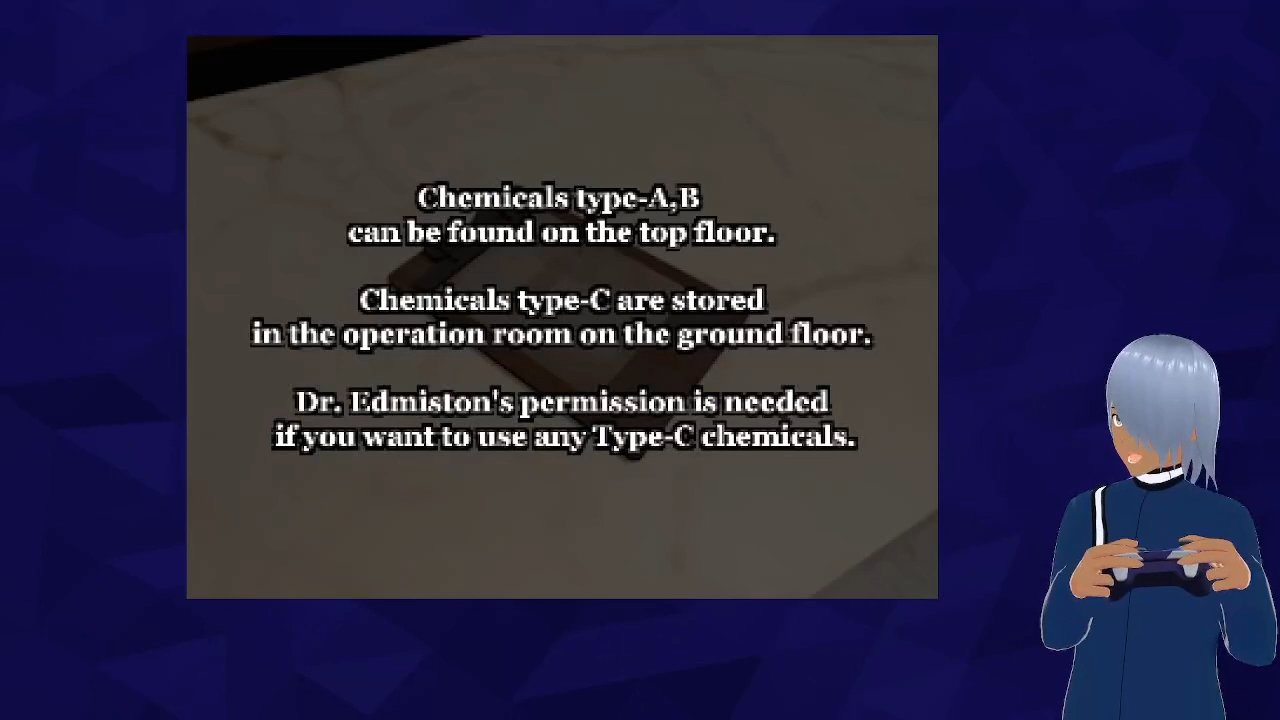 Chemicals type-A,B
can be found on the top floor.
Chemicals type-C are stored
in the operation room on the ground floor.
Dr. Edmiston's permission is needed
if you want to use any Type-C chemicals.